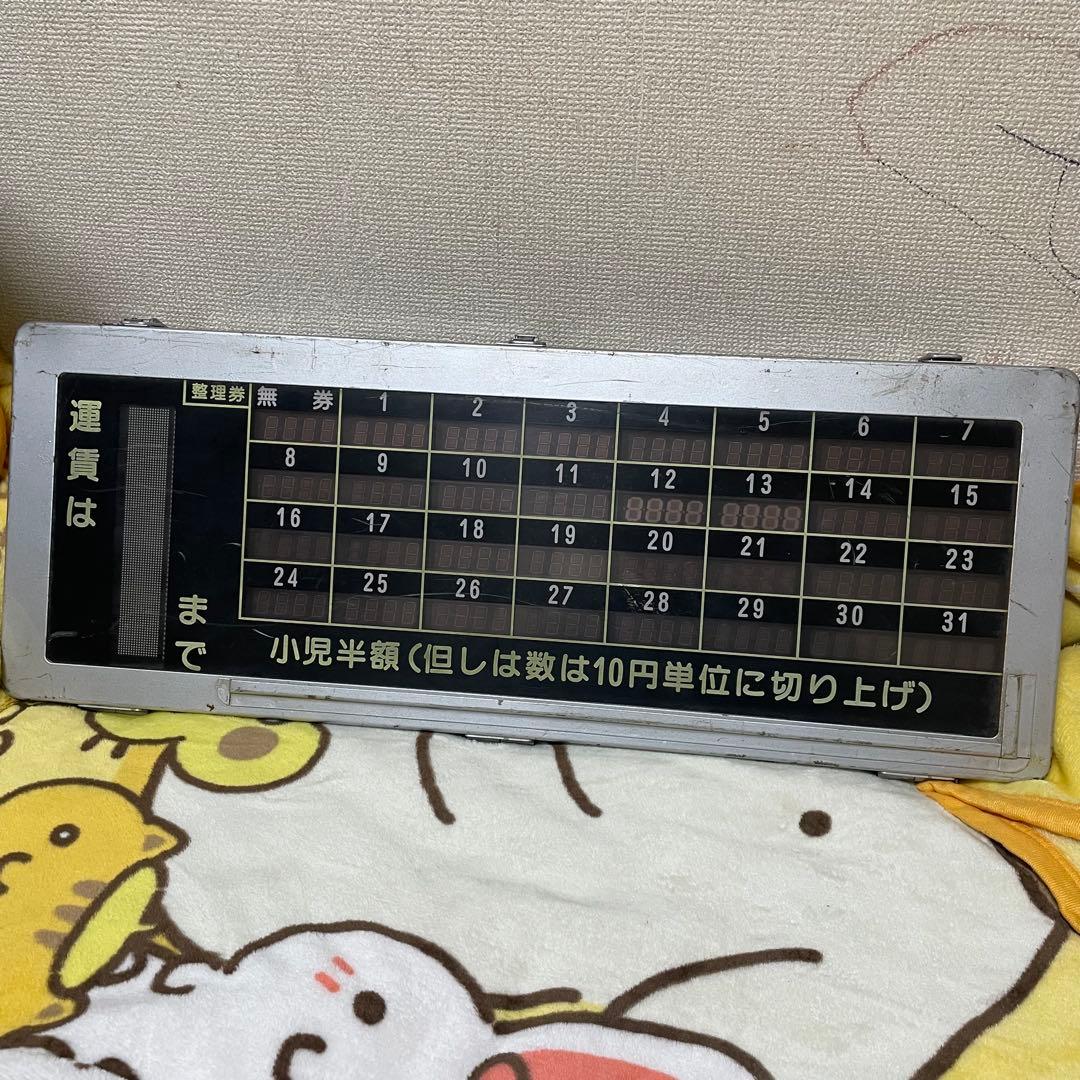 運賃は
まで
整理券 無券 1 2 3 4 5 6 7
8 9 10 11 12 13 14 15
16 17 18 19 20 21 22 23
24 25 26 27 28 29 30 31
小児半額(但しは数は10円単位に切り上げ)